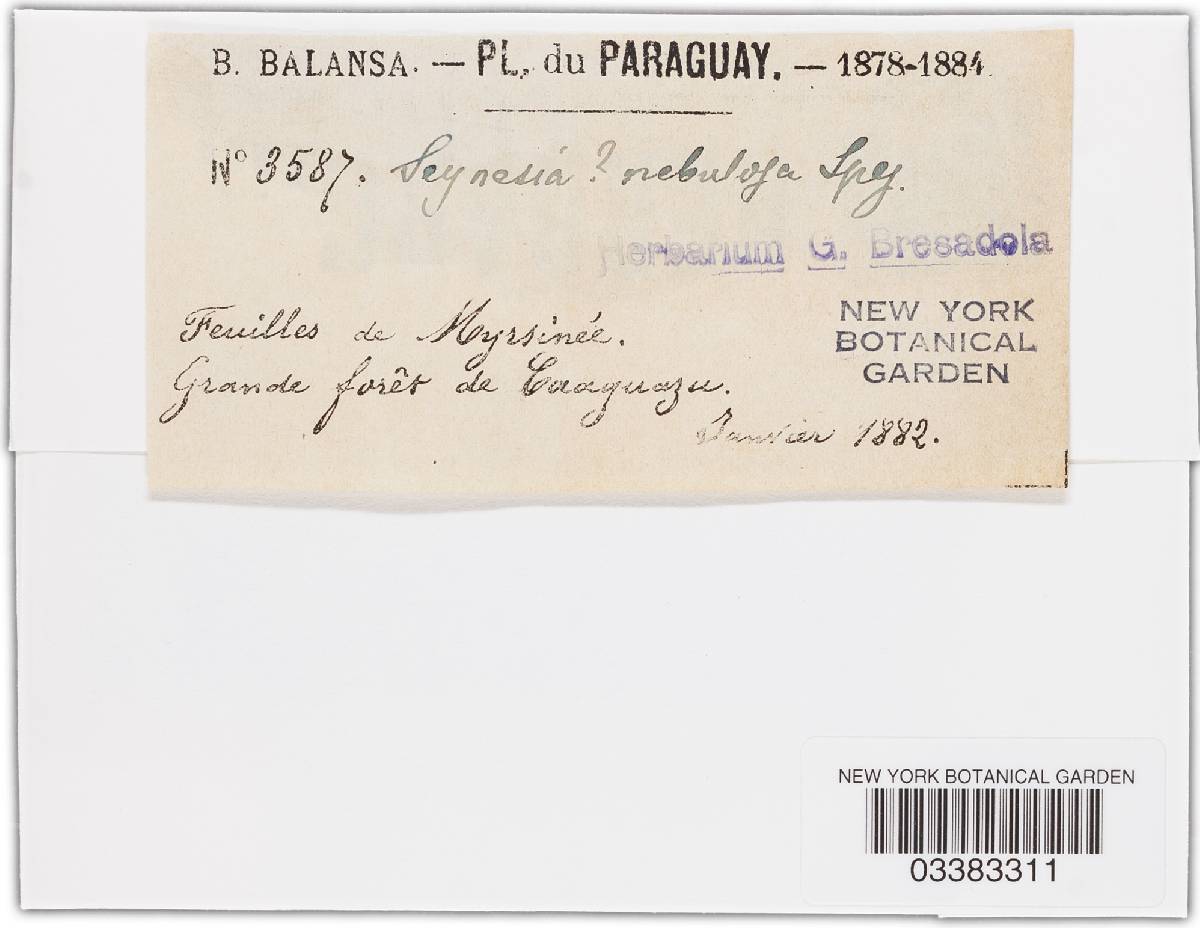 B. BALANSA. — PL. du PARAGUAY. — 1878-1884.
N° 3587. Seynesia ? nebulosa Speg.
Herbarium G. Bresadola
Feuilles de Myrsinée.
Grande forêt de Caaguazu.
Janvier 1882.
NEW YORK
BOTANICAL
GARDEN
NEW YORK BOTANICAL GARDEN
03383311